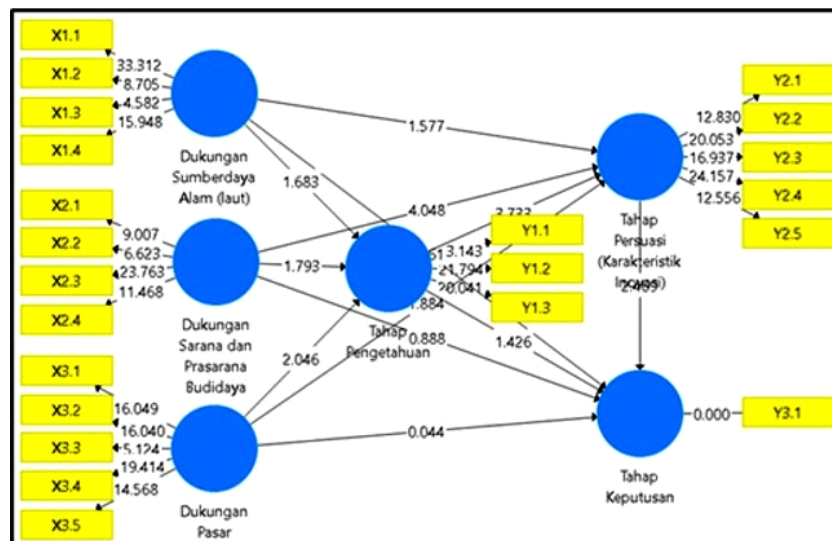 X1.1
X1.2
X1.3
X1.4
33.312
8.705
4.582
15.948
Dukungan
Sumberdaya
Alam (laut)
X2.1
X2.2
X2.3
X2.4
9.007
6.623
23.763
11.468
Dukungan
Sarana dan
Prasarana
Budidaya
X3.1
X3.2
X3.3
X3.4
X3.5
16.049
16.040
5.124
19.414
14.568
Dukungan
Pasar
1.577
1.683
4.048
1.793
2.046
0.888
0.044
1.426
Tahap
Pengetahuan
Y1.1
Y1.2
Y1.3
20.041
Tahap
Persuasi
(Karakteristik
Y2.1
Y2.2
Y2.3
Y2.4
Y2.5
12.830
20.053
16.937
24.157
12.556
Tahap
Keputusan
0.000
Y3.1